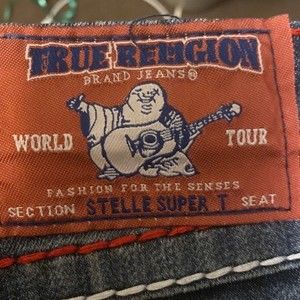 TRUE RELIGION
BRAND JEANS®
WORLD TOUR
FASHION FOR THE SENSES
SECTION STELLE SUPER T SEAT